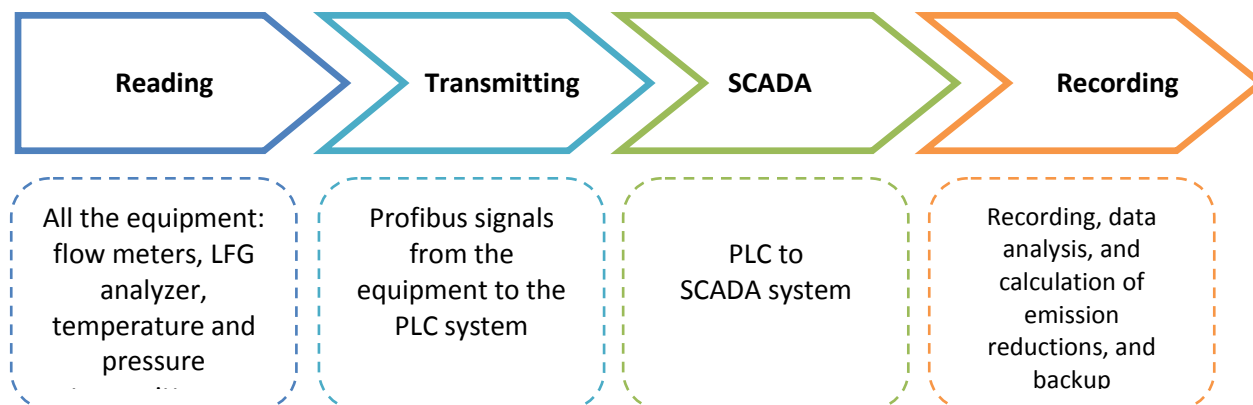 Reading
Transmitting
SCADA
Recording
All the equipment:
flow meters, LFG
analyzer,
temperature and
pressure
Profibus signals
from the
equipment to the
PLC system
PLC to
SCADA system
Recording, data
analysis, and
calculation of
emission
reductions, and
backup